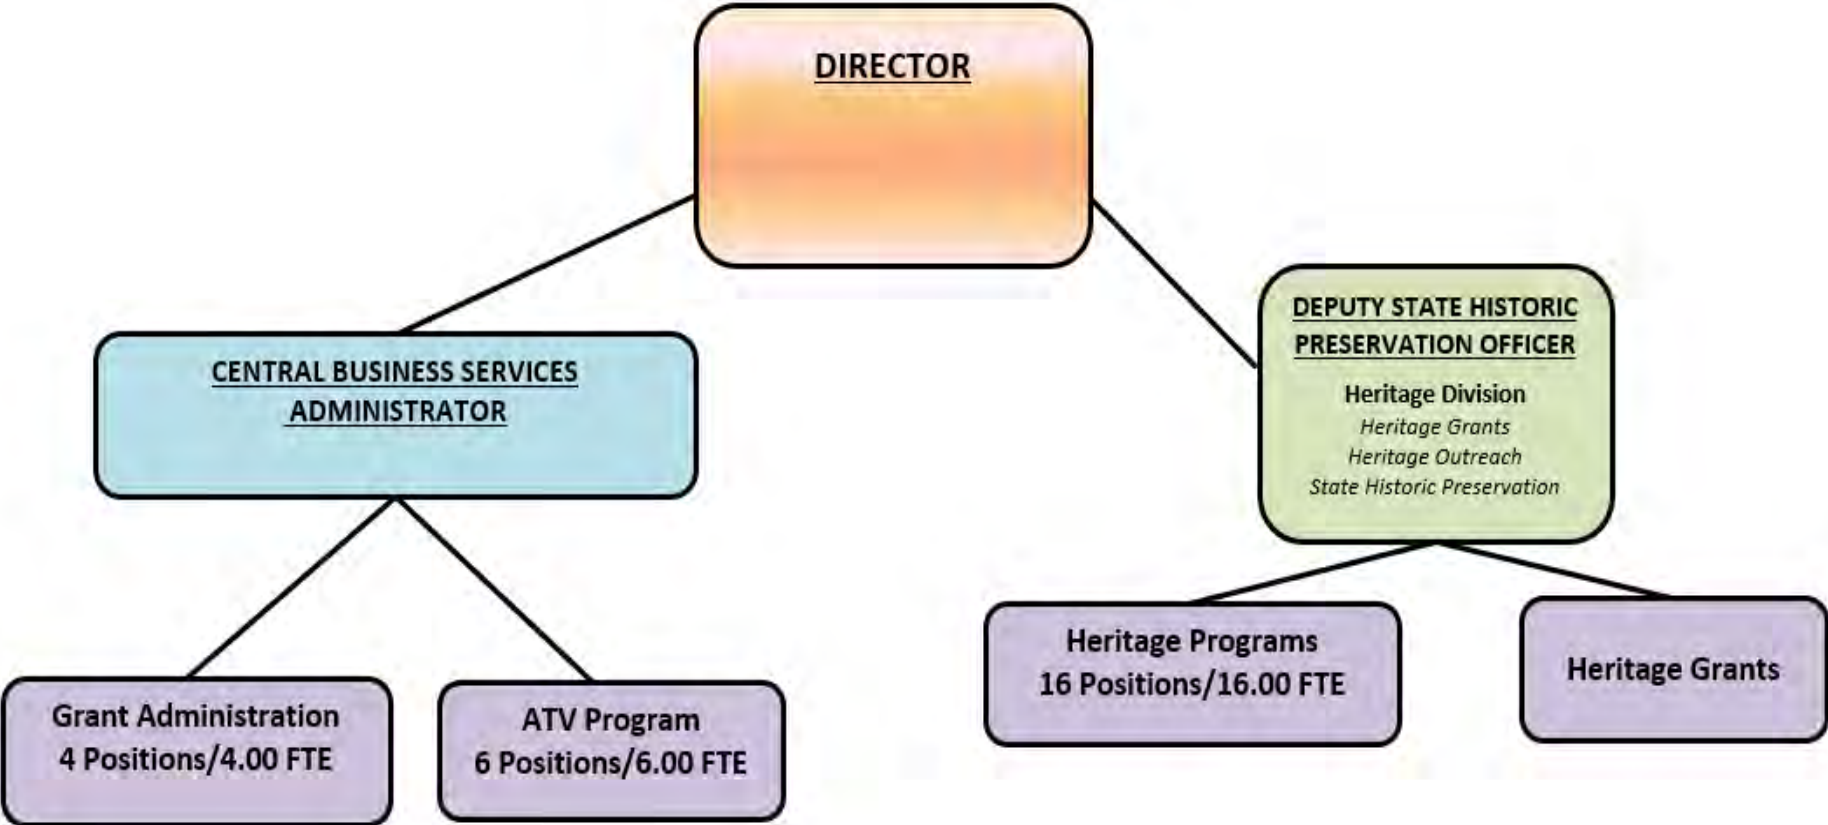 DIRECTOR
CENTRAL BUSINESS SERVICES
ADMINISTRATOR
DEPUTY STATE HISTORIC
PRESERVATION OFFICER
Heritage Division
Heritage Grants
Heritage Outreach
State Historic Preservation
Grant Administration
4 Positions/4.00 FTE
ATV Program
6 Positions/6.00 FTE
Heritage Programs
16 Positions/16.00 FTE
Heritage Grants